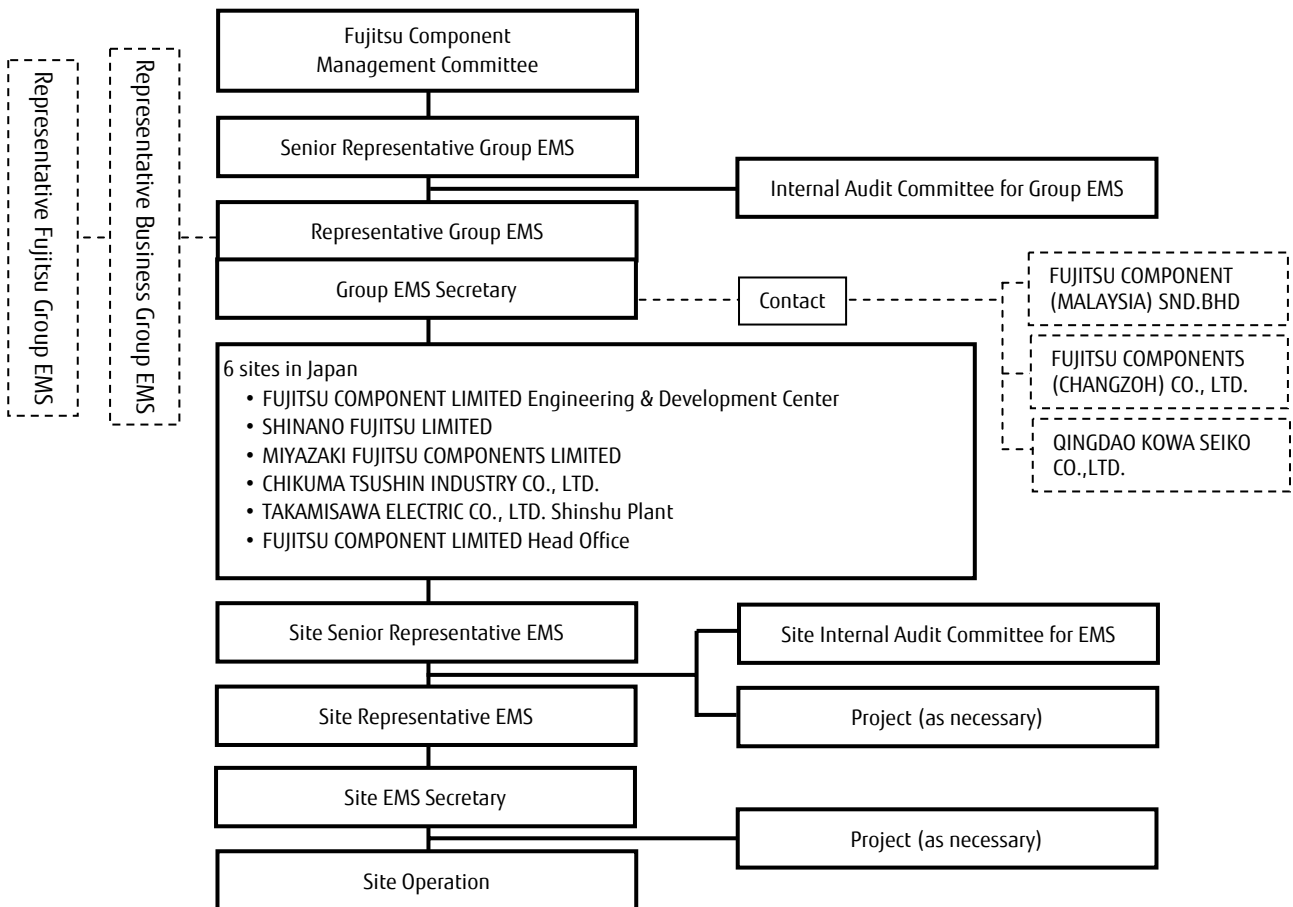 Fujitsu Component
Management Committee
Representative Fujitsu Group EMS
Representative Business Group EMS
Senior Representative Group EMS
Internal Audit Committee for Group EMS
Representative Group EMS
Group EMS Secretary
Contact
FUJITSU COMPONENT
(MALAYSIA) SND.BHD
FUJITSU COMPONENTS
(CHANGZOH) CO., LTD.
QINGDAO KOWA SEIKO
CO.,LTD.
6 sites in Japan
• FUJITSU COMPONENT LIMITED Engineering & Development Center
• SHINANO FUJITSU LIMITED
• MIYAZAKI FUJITSU COMPONENTS LIMITED
• CHIKUMA TSUSHIN INDUSTRY CO., LTD.
• TAKAMISAWA ELECTRIC CO., LTD. Shinshu Plant
• FUJITSU COMPONENT LIMITED Head Office
Site Senior Representative EMS
Site Internal Audit Committee for EMS
Site Representative EMS
Project (as necessary)
Site EMS Secretary
Project (as necessary)
Site Operation